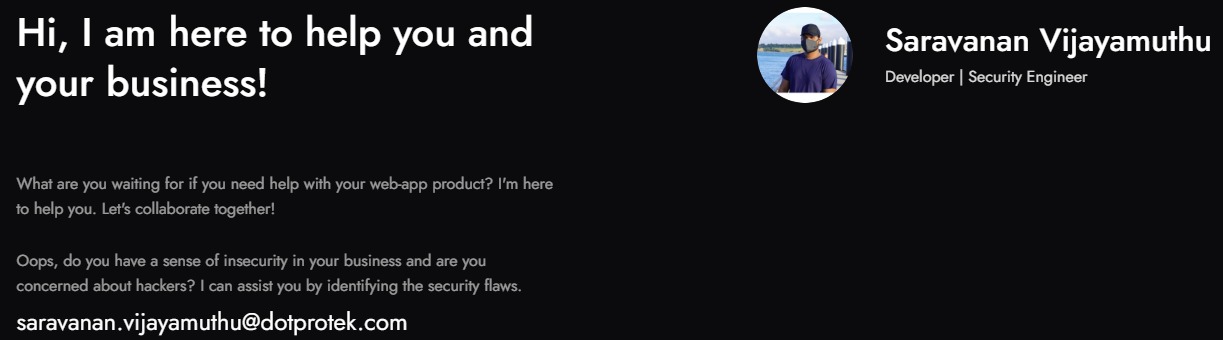 Hi, I am here to help you and
your business!
Saravanan Vijayamuthu
Developer | Security Engineer
What are you waiting for if you need help with your web-app product? I'm here
to help you. Let's collaborate together!
Oops, do you have a sense of insecurity in your business and are you
concerned about hackers? I can assist you by identifying the security flaws.
saravanan.vijayamuthu@dotprotek.com